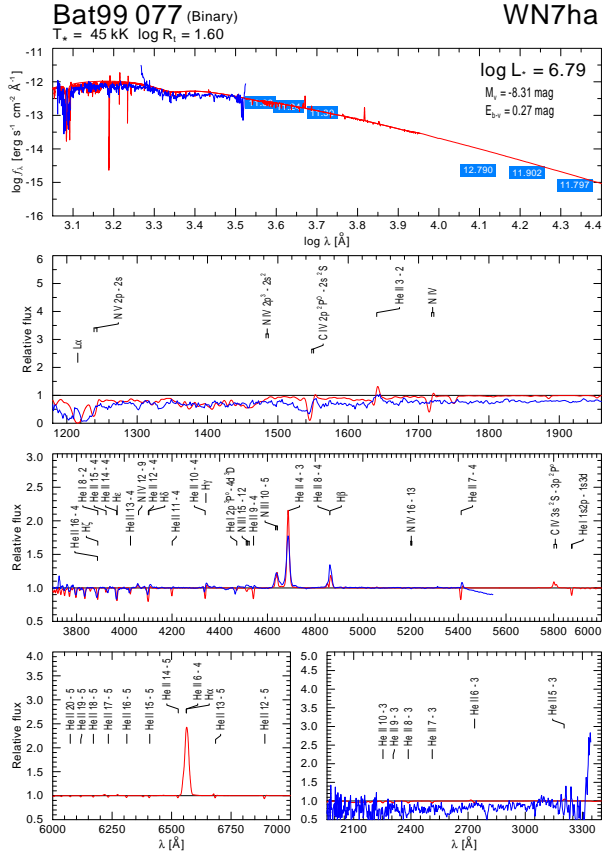 Bat99 077 (Binary) WN7ha
T* = 45 kK log Rt = 1.60
log L* = 6.79
Mv = -8.31 mag
Eb-v = 0.27 mag
log fλ [erg s-1 cm-2 Å-1]
-11
-12
-13
-14
-15
-16
12.790
11.902
11.797
3.1 3.2 3.3 3.4 3.5 3.6 3.7 3.8 3.9 4.0 4.1 4.2 4.3 4.4
log λ [Å]
Relative flux
6
5
4
3
2
1
0
Lα
N V 2p - 2s
N IV 2p3 - 2s2
C IV 2p 2P0 - 2s 2S
He II 3 - 2
N IV
1200 1300 1400 1500 1600 1700 1800 1900
Relative flux
3.0
2.5
2.0
1.5
1.0
0.5
He II 16 - 4
He I 8 - 2
Hζ
He II 15 - 4
He II 14 - 4
Hε
He II 13 - 4
N IV 12 - 9
He II 12 - 4
Hδ
He II 11 - 4
He II 10 - 4
Hγ
He I 2p 3P0 - 4d 3D
N III 15 - 12
He II 9 - 4
N III 10 - 5
He II 4 - 3
He II 8 - 4
Hβ
N IV 16 - 13
He II 7 - 4
C IV 3s 2S - 3p 2P0
He I 1s2p - 1s3d
3800 4000 4200 4400 4600 4800 5000 5200 5400 5600 5800 6000
Relative flux
4.0
3.5
3.0
2.5
2.0
1.5
1.0
0.5
He II 20 - 5
He II 19 - 5
He II 18 - 5
He II 17 - 5
He II 16 - 5
He II 15 - 5
He II 14 - 5
He II 6 - 4
Hα
He II 13 - 5
He II 12 - 5
6000 6250 6500 6750 7000
λ [Å]
5.0
4.5
4.0
3.5
3.0
2.5
2.0
1.5
1.0
0.5
He II 10 - 3
He II 9 - 3
He II 8 - 3
He II 7 - 3
He II 6 - 3
He II 5 - 3
2100 2400 2700 3000 3300
λ [Å]